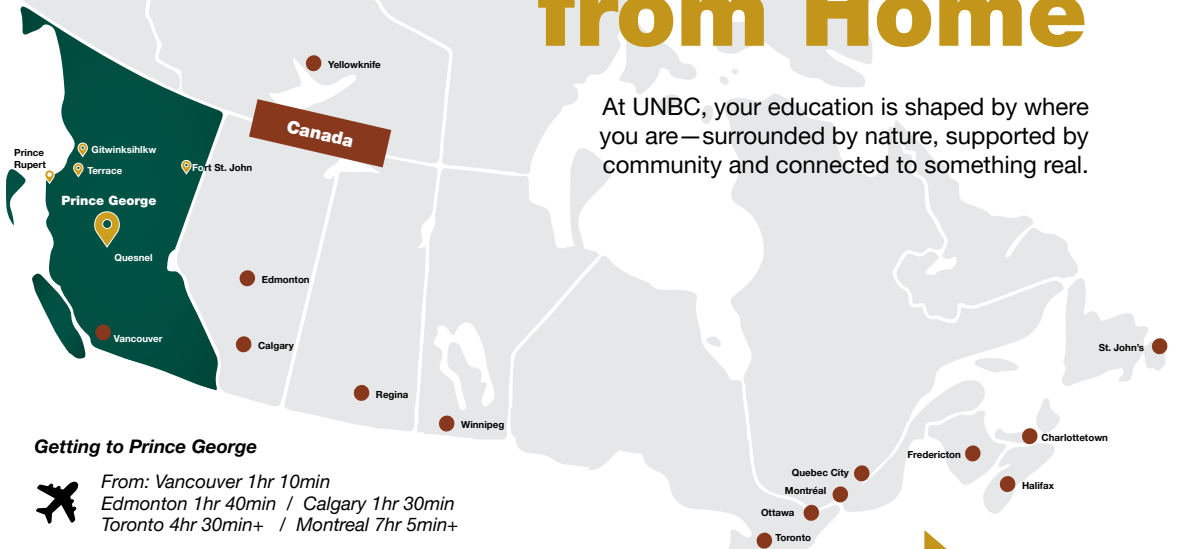 from Home
At UNBC, your education is shaped by where
you are—surrounded by nature, supported by
community and connected to something real.
Yellowknife
Canada
Prince
Rupert
Gitwinksihlkw
Terrace
Fort St. John
Prince George
Quesnel
Edmonton
Vancouver
Calgary
St. John's
Regina
Winnipeg
Charlottetown
Fredericton
Quebec City
Halifax
Montréal
Ottawa
Toronto
Getting to Prince George
From: Vancouver 1hr 10min
Edmonton 1hr 40min / Calgary 1hr 30min
Toronto 4hr 30min+ / Montreal 7hr 5min+